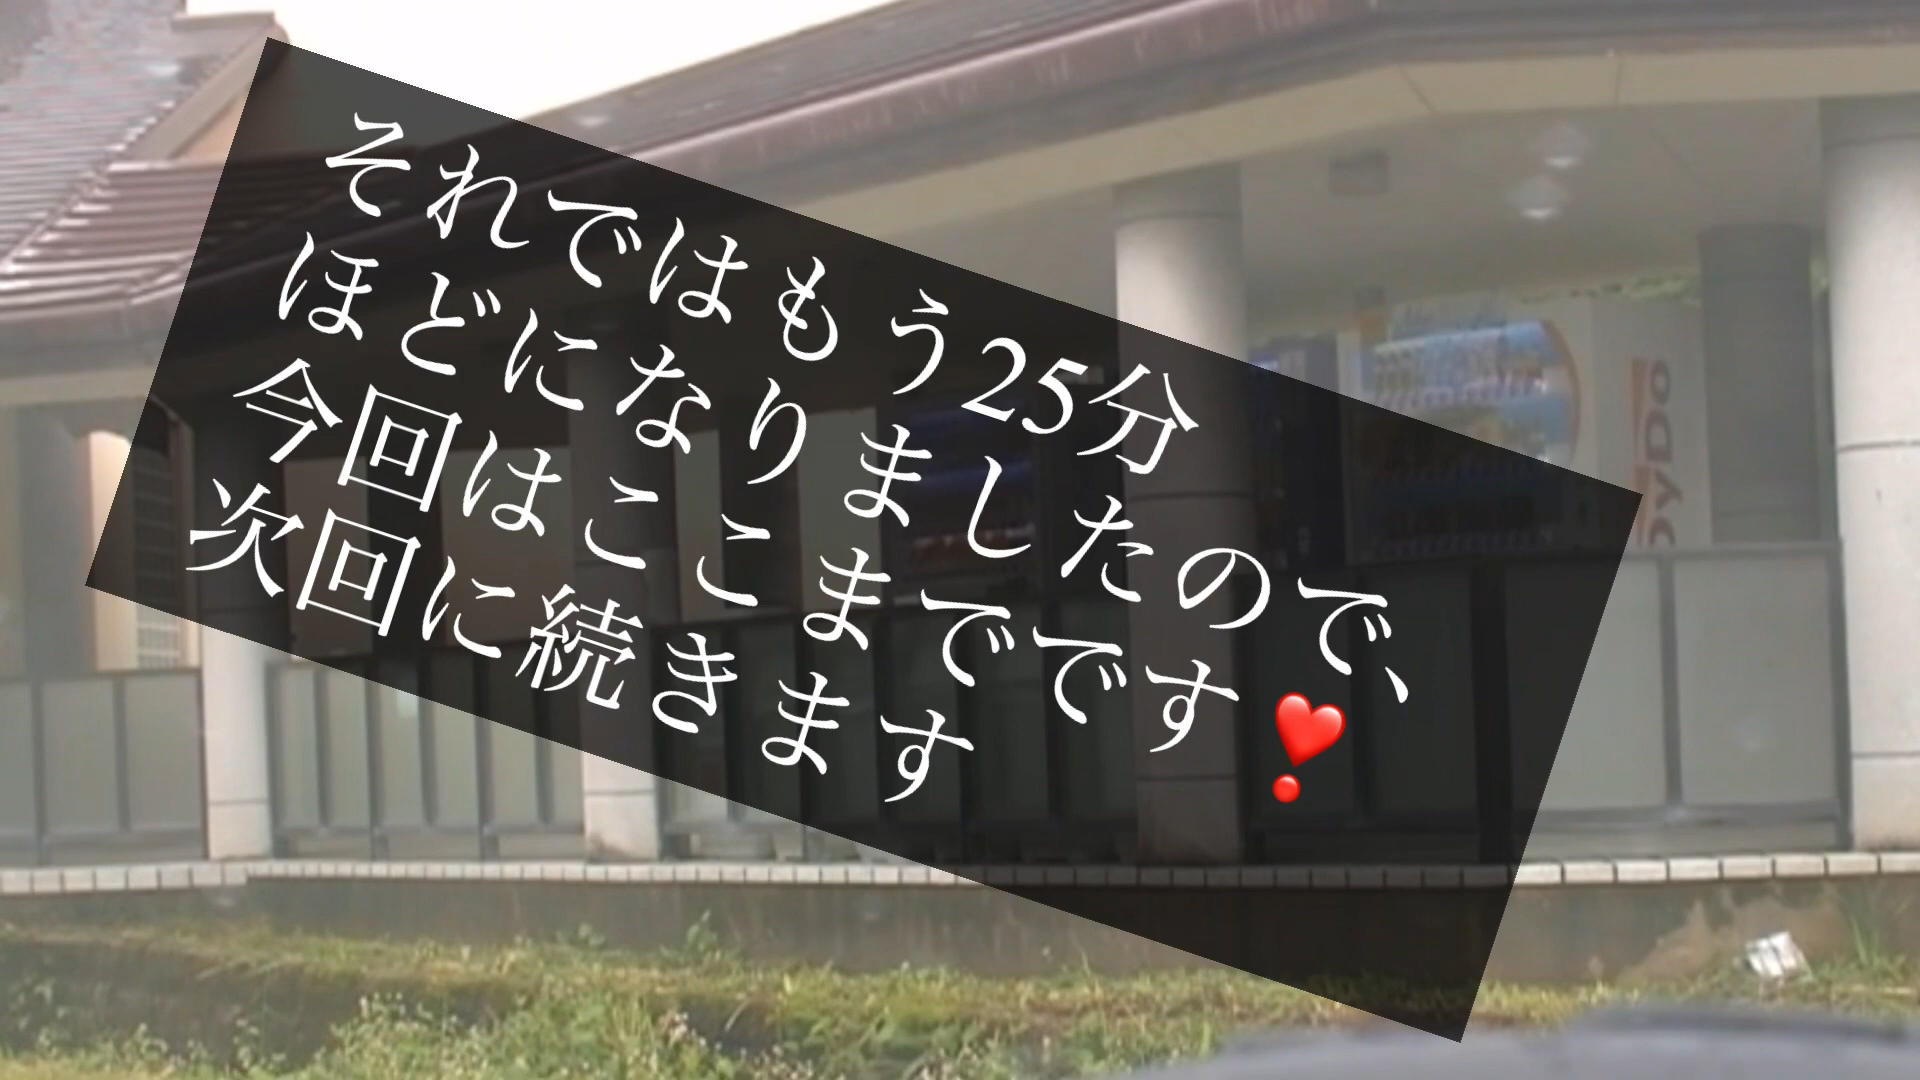 それではもう25分
ほどになりましたので、
今回はここまでです❣️
次回に続きます
DyDo